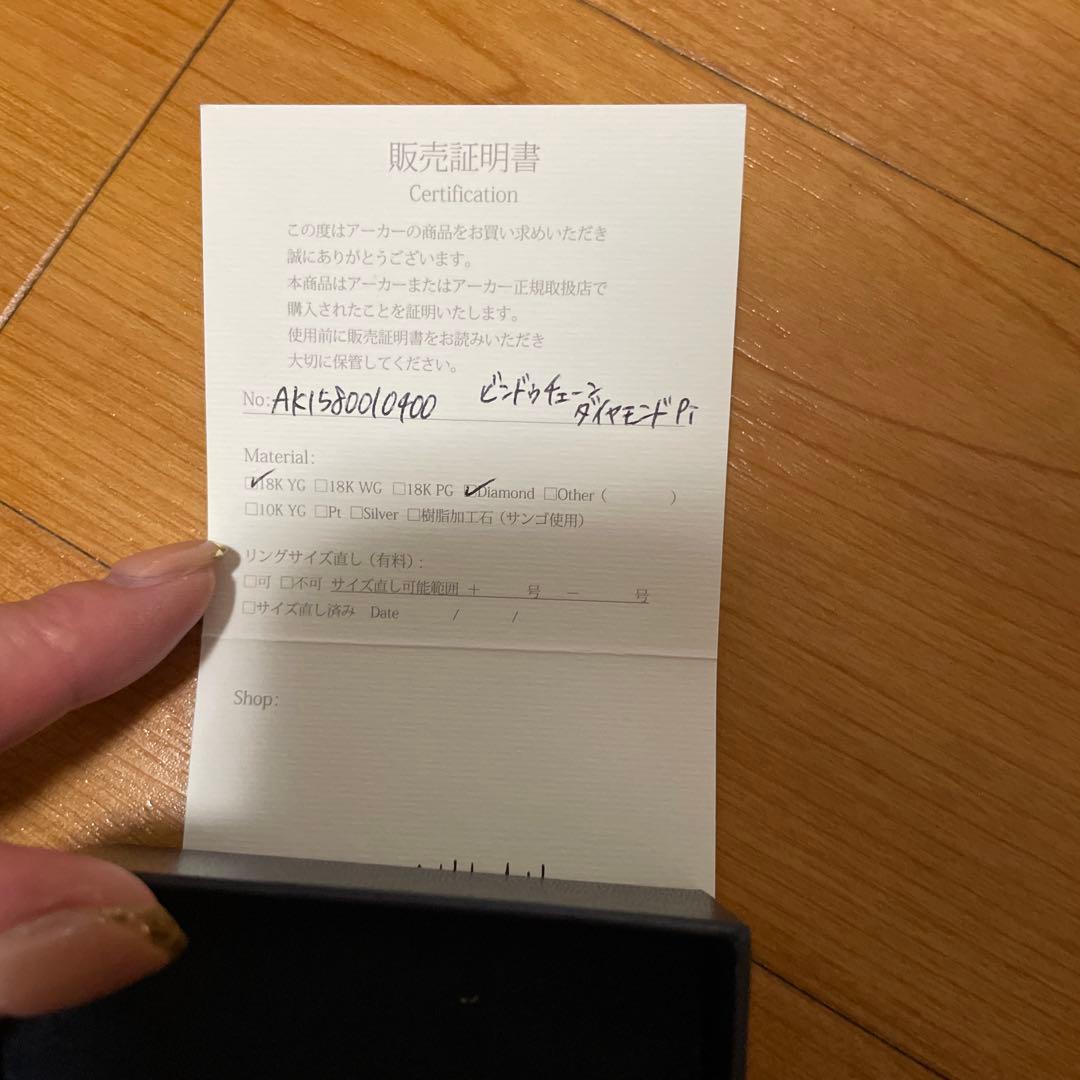 販売証明書
Certification
この度はアーカーの商品をお買い求めいただき
誠にありがとうございます。
本商品はアーカーまたはアーカー正規取扱店で
購入されたことを証明いたします。
使用前に販売証明書をお読みいただき
大切に保管してください。
No: AK1580010400 ビンドゥチェーン
ダイヤモンドPi
Material:
☑18K YG □18K WG □18K PG ☑Diamond □Other ( )
□10K YG □Pt □Silver □樹脂加工石（サンゴ使用）
リングサイズ直し（有料）:
□可 □不可 サイズ直し可能範囲 + 号 − 号
□サイズ直し済み Date / /
Shop: